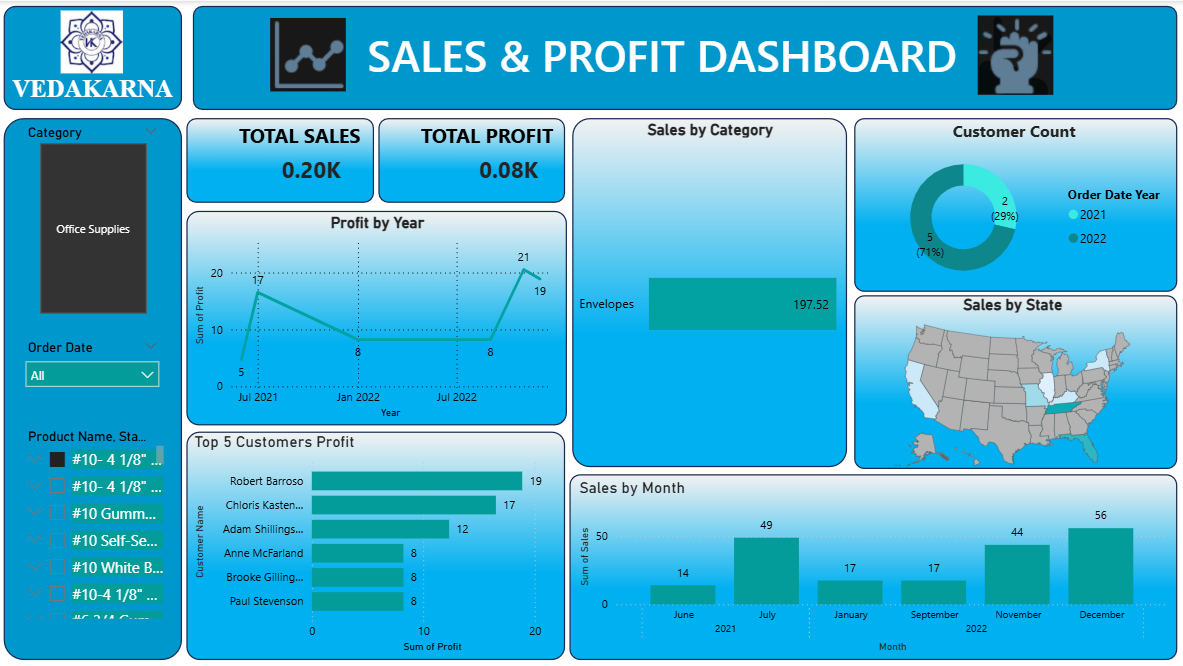 VK
VEDAKARNA
SALES & PROFIT DASHBOARD
Category
Office Supplies
Order Date
All
Product Name, Sta...
#10- 4 1/8" ...
#10- 4 1/8" ...
#10 Gumm...
#10 Self-Se...
#10 White B...
#10-4 1/8" ...
TOTAL SALES
0.20K
TOTAL PROFIT
0.08K
Profit by Year
Sum of Profit
20
10
0
5
17
8
8
21
19
Jul 2021
Jan 2022
Jul 2022
Year
Top 5 Customers Profit
Customer Name
Robert Barroso
19
Chloris Kasten...
17
Adam Shillings...
12
Anne McFarland
8
Brooke Gilling...
8
Paul Stevenson
8
0
10
20
Sum of Profit
Sales by Category
Envelopes
197.52
Customer Count
2
(29%)
5
(71%)
Order Date Year
2021
2022
Sales by State
Sales by Month
Sum of Sales
50
0
14
49
17
17
44
56
June
July
January
September
November
December
2021
2022
Month